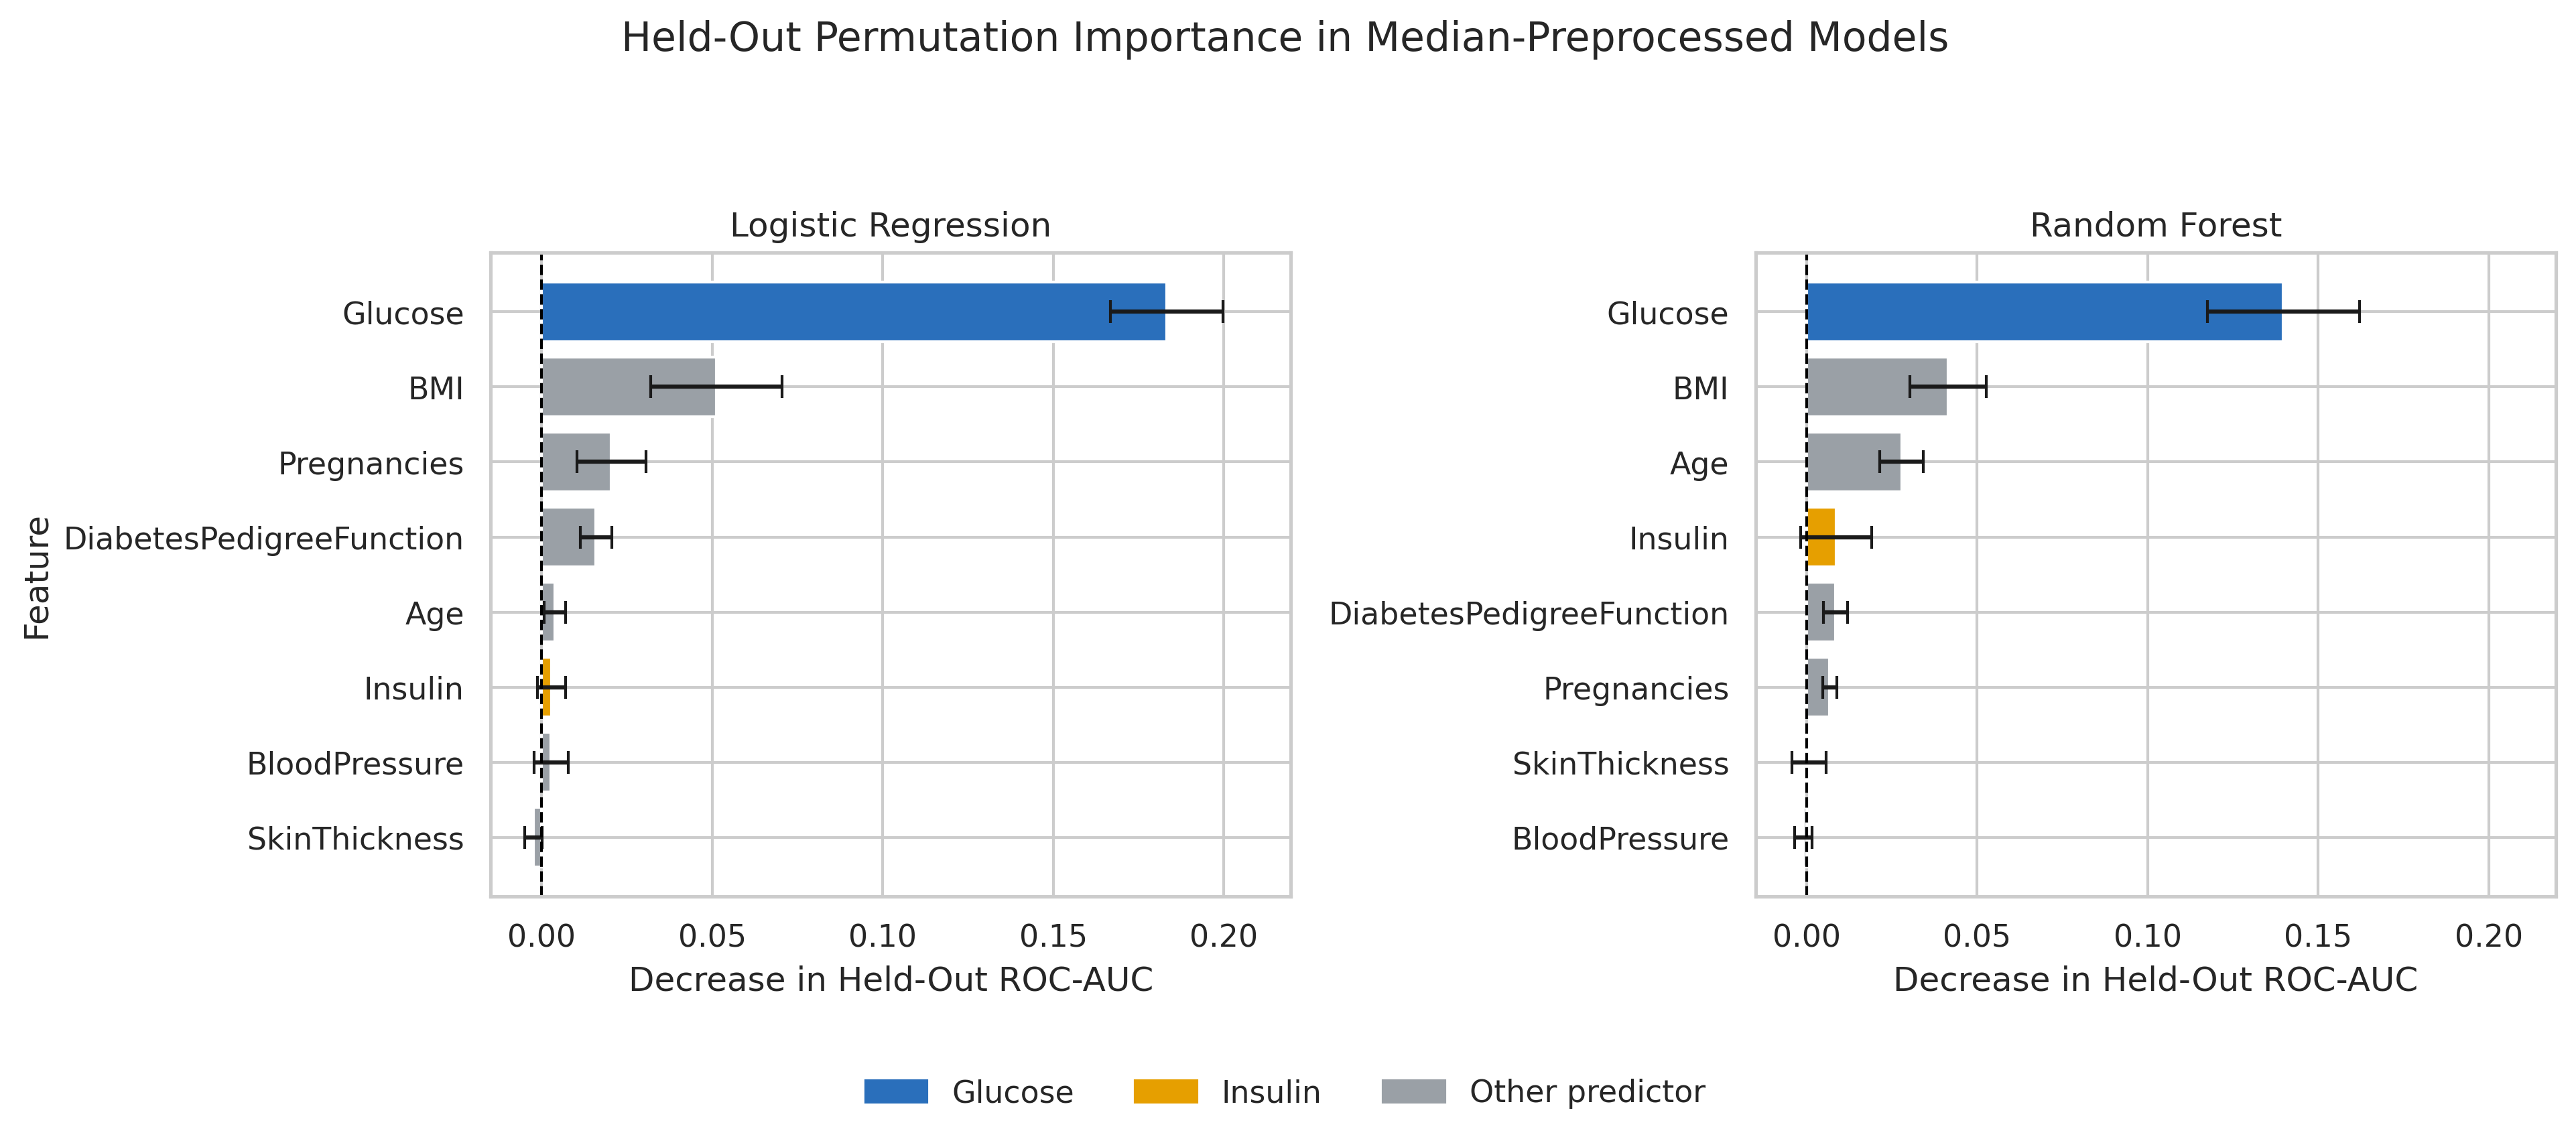 Held-Out Permutation Importance in Median-Preprocessed Models
Logistic Regression
Feature
Glucose
BMI
Pregnancies
DiabetesPedigreeFunction
Age
Insulin
BloodPressure
SkinThickness
0.00 0.05 0.10 0.15 0.20
Decrease in Held-Out ROC-AUC
Random Forest
Glucose
BMI
Age
Insulin
DiabetesPedigreeFunction
Pregnancies
SkinThickness
BloodPressure
0.00 0.05 0.10 0.15 0.20
Decrease in Held-Out ROC-AUC
Glucose Insulin Other predictor